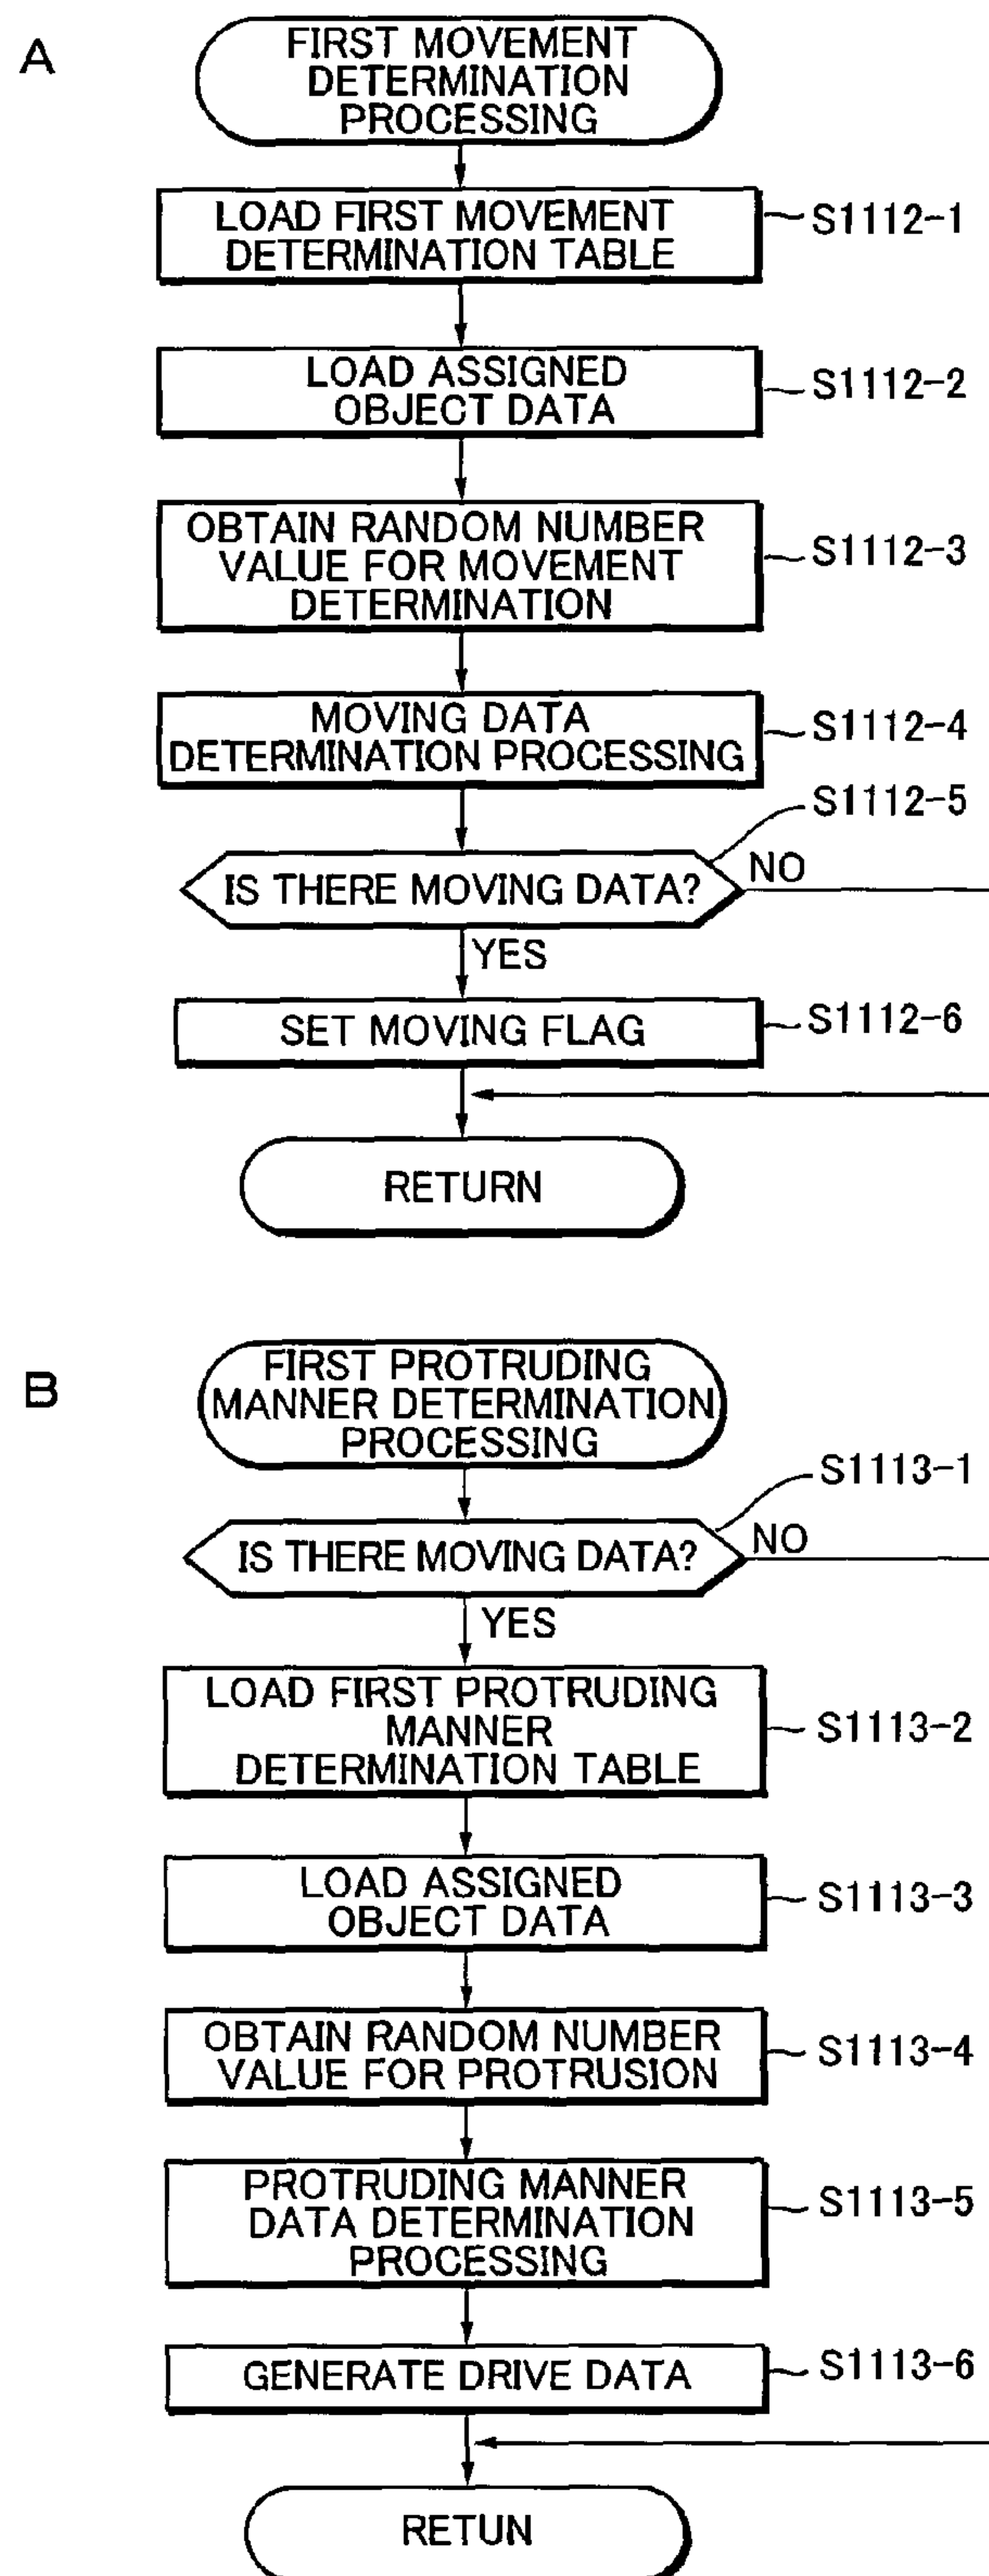 A
FIRST MOVEMENT
DETERMINATION
PROCESSING
LOAD FIRST MOVEMENT
DETERMINATION TABLE
S1112-1
LOAD ASSIGNED
OBJECT DATA
S1112-2
OBTAIN RANDOM NUMBER
VALUE FOR MOVEMENT
DETERMINATION
S1112-3
MOVING DATA
DETERMINATION PROCESSING
S1112-4
S1112-5
IS THERE MOVING DATA?
NO
YES
SET MOVING FLAG
S1112-6
RETURN
B
FIRST PROTRUDING
MANNER DETERMINATION
PROCESSING
S1113-1
IS THERE MOVING DATA?
NO
YES
LOAD FIRST PROTRUDING
MANNER
DETERMINATION TABLE
S1113-2
LOAD ASSIGNED
OBJECT DATA
S1113-3
OBTAIN RANDOM NUMBER
VALUE FOR PROTRUSION
S1113-4
PROTRUDING MANNER
DATA DETERMINATION
PROCESSING
S1113-5
GENERATE DRIVE DATA
S1113-6
RETUN